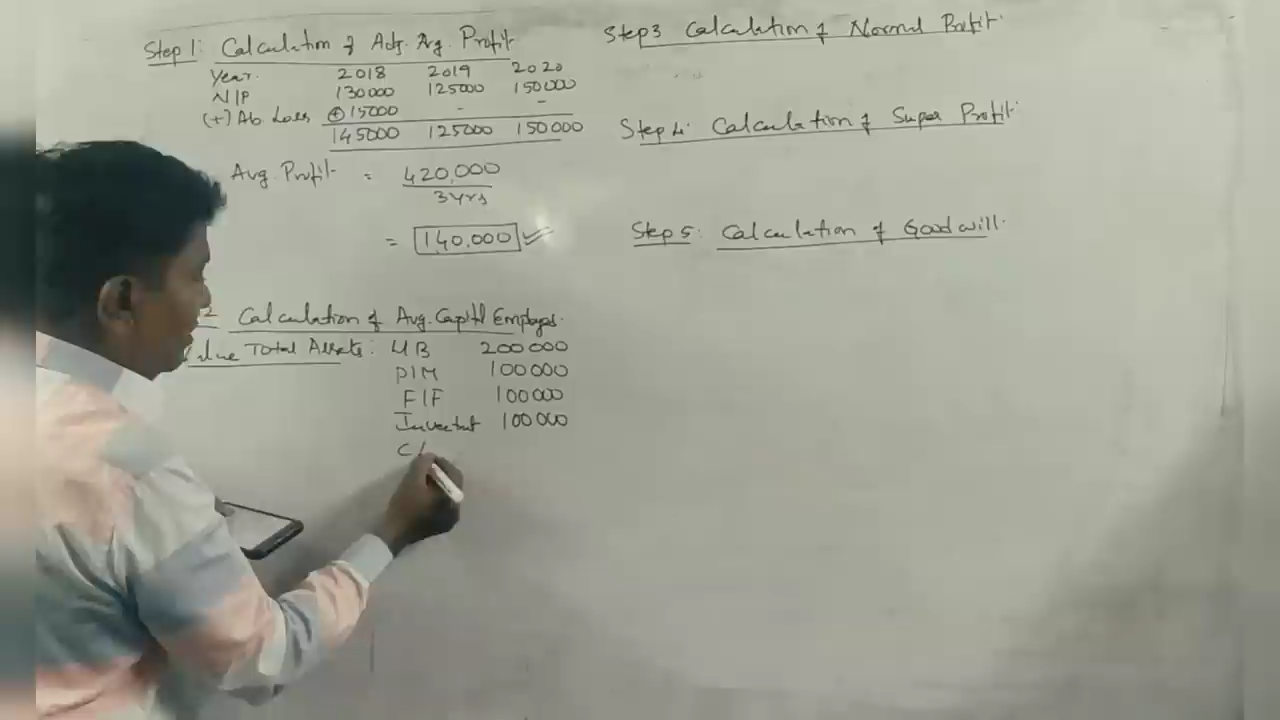 Step 1: Calculation of Adj. Avg. Profit
Year. 2018 2019 2020
N/P 130000 125000 150000
(+) Ab Loss (+) 15000 - -
145000 125000 150000
Avg. Profit = 420,000
3 yrs
= 140,000
2 Calculation of Avg. Capital Employed.
Total Assets: L/B 200000
P/M 100000
F/F 100000
Investment 100000
C/
Step 3 Calculation of Normal Profit.
Step 4: Calculation of Super Profit.
Step 5: Calculation of Goodwill.